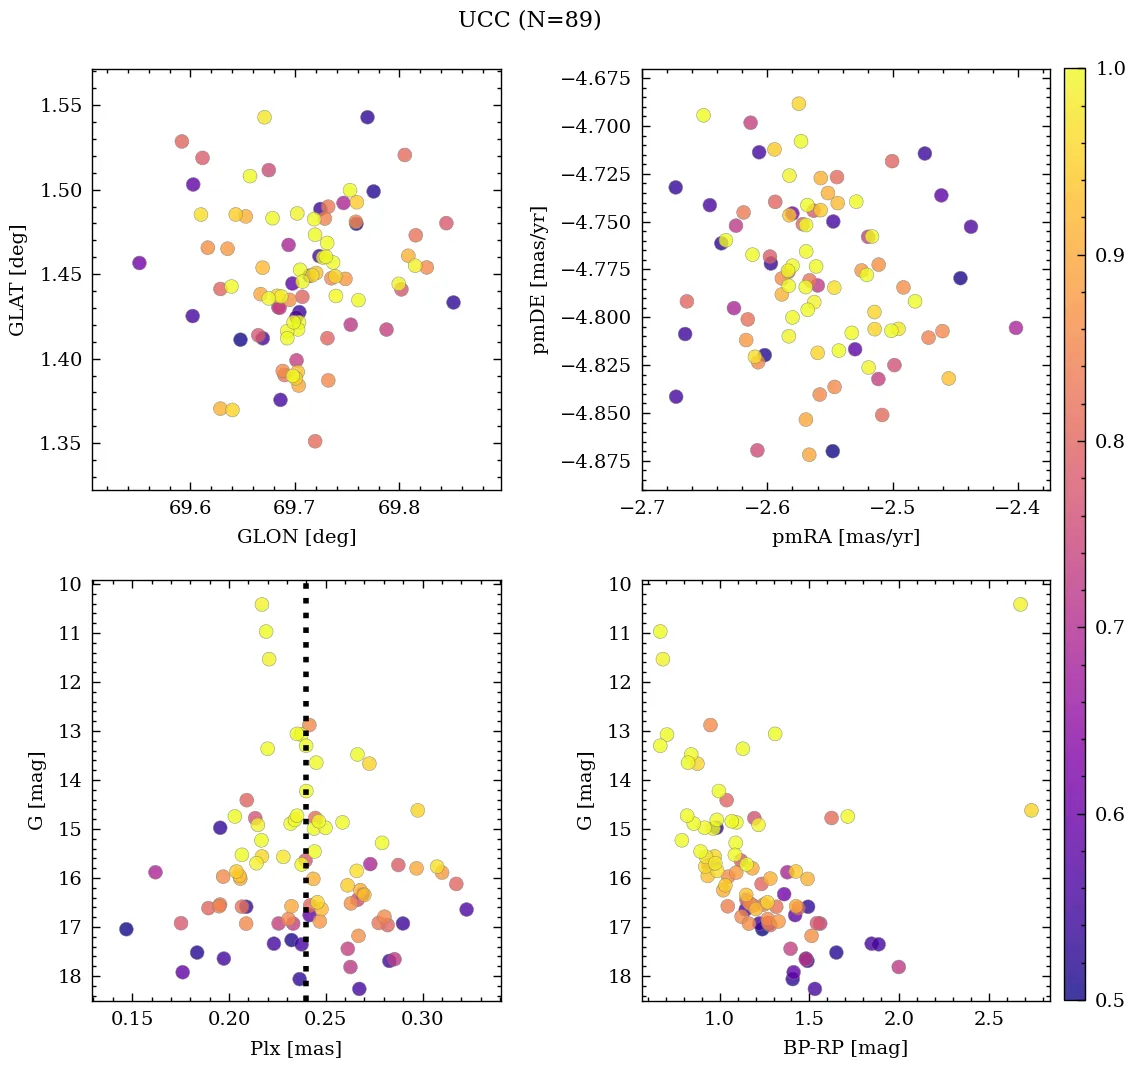 UCC (N=89)
1.55
1.50
1.45
1.40
1.35
GLAT [deg]
69.6 69.7 69.8
GLON [deg]
−4.675
−4.700
−4.725
−4.750
−4.775
−4.800
−4.825
−4.850
−4.875
pmDE [mas/yr]
−2.7 −2.6 −2.5 −2.4
pmRA [mas/yr]
10
11
12
13
14
15
16
17
18
G [mag]
0.15 0.20 0.25 0.30
Plx [mas]
10
11
12
13
14
15
16
17
18
G [mag]
1.0 1.5 2.0 2.5
BP-RP [mag]
1.0
0.9
0.8
0.7
0.6
0.5